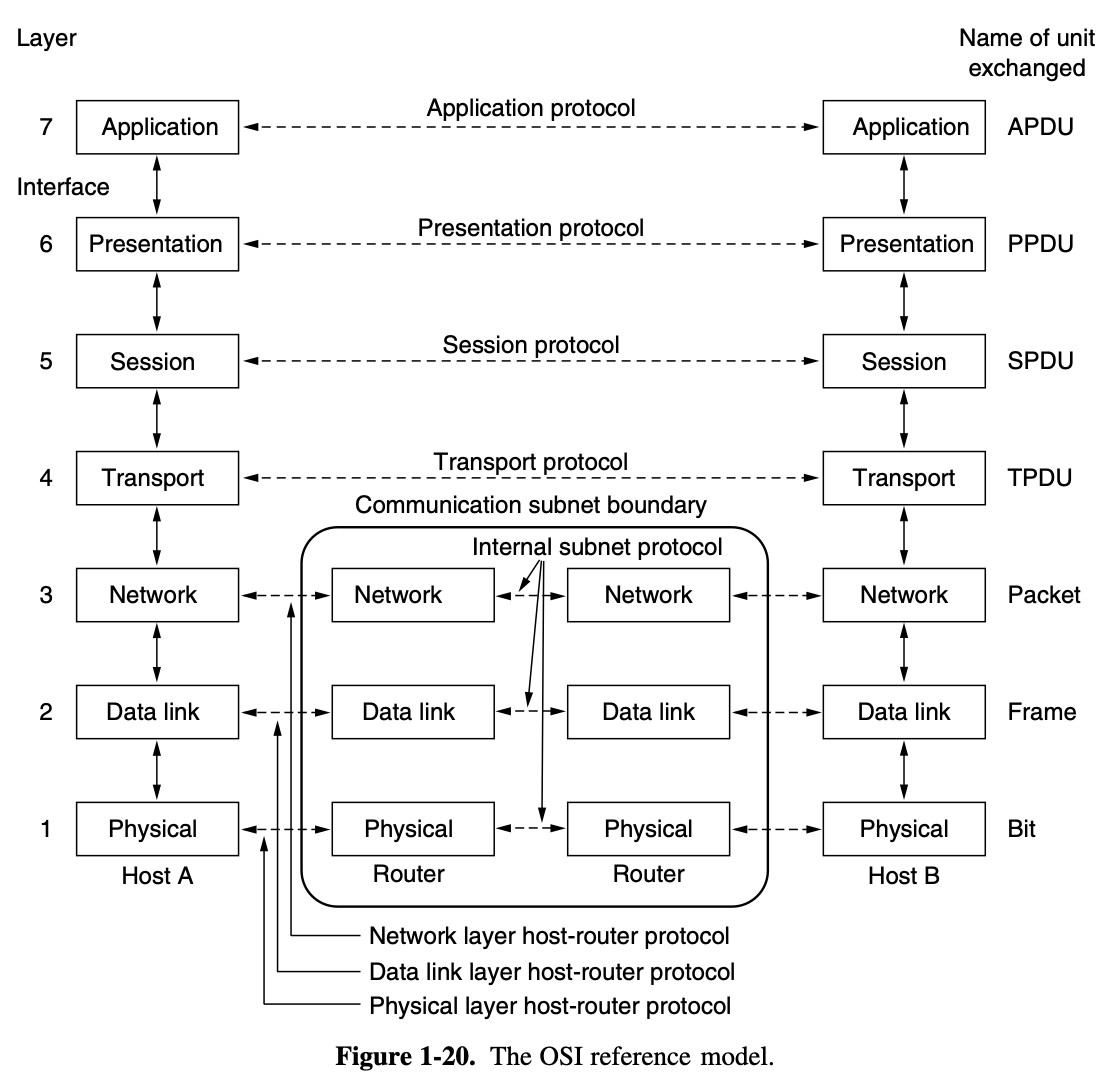 Layer
Name of unit
exchanged
7 Application Application protocol Application APDU
Interface
6 Presentation Presentation protocol Presentation PPDU
5 Session Session protocol Session SPDU
4 Transport Transport protocol Transport TPDU
Communication subnet boundary
Internal subnet protocol
3 Network Network Network Network Packet
2 Data link Data link Data link Data link Frame
1 Physical Physical Physical Physical Bit
Host A Router Router Host B
Network layer host-router protocol
Data link layer host-router protocol
Physical layer host-router protocol
Figure 1-20. The OSI reference model.